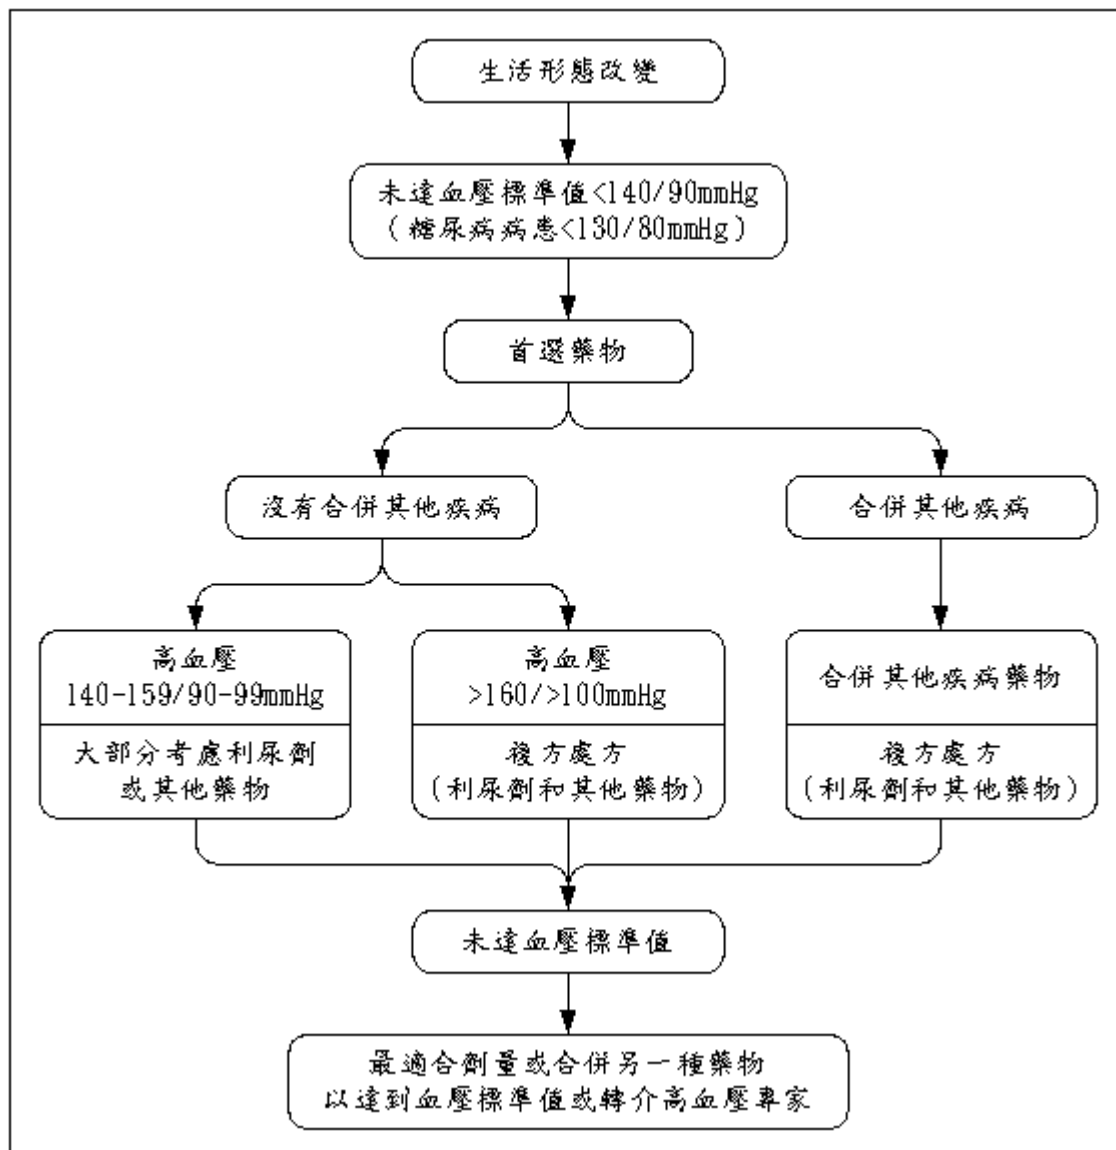 生活形態改變
未達血壓標準值<140/90mmHg
(糖尿病病患<130/80mmHg)
首選藥物
沒有合併其他疾病
合併其他疾病
高血壓
140-159/90-99mmHg
大部分考慮利尿劑
或其他藥物
高血壓
>160/>100mmHg
複方處方
(利尿劑和其他藥物)
合併其他疾病藥物
複方處方
(利尿劑和其他藥物)
未達血壓標準值
最適合劑量或合併另一種藥物
以達到血壓標準值或轉介高血壓專家